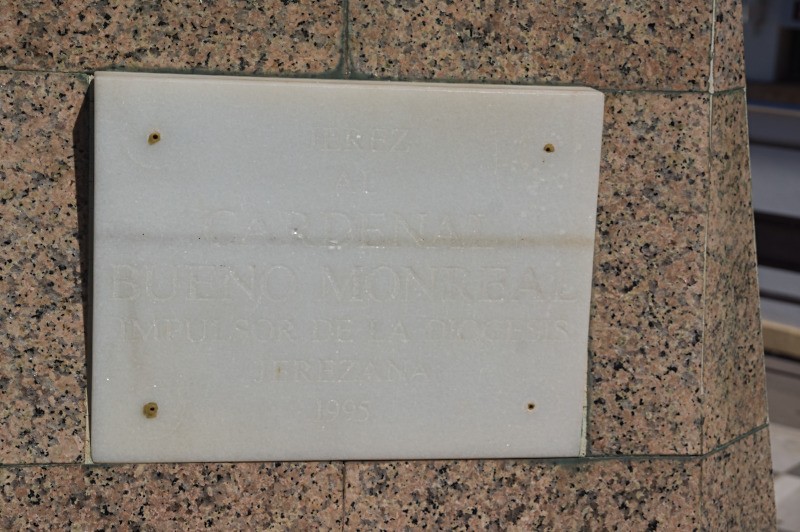 JEREZ
AL
CARDENAL
BUENO MONREAL
IMPULSOR DE LA DIOCESIS
JEREZANA
1995